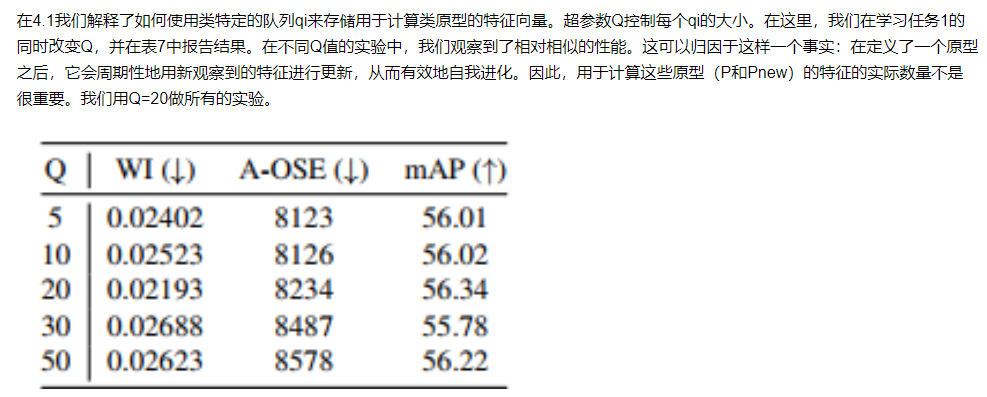 在4.1我们解释了如何使用类特定的队列qi来存储用于计算类原型的特征向量。超参数Q控制每个qi的大小。在这里，我们在学习任务1的
同时改变Q，并在表7中报告结果。在不同Q值的实验中，我们观察到了相对相似的性能。这可以归因于这样一个事实：在定义了一个原型
之后，它会周期性地用新观察到的特征进行更新，从而有效地自我进化。因此，用于计算这些原型（P和Pnew）的特征的实际数量不是
很重要。我们用Q=20做所有的实验。
Q WI (↓) A-OSE (↓) mAP (↑)
5 0.02402 8123 56.01
10 0.02523 8126 56.02
20 0.02193 8234 56.34
30 0.02688 8487 55.78
50 0.02623 8578 56.22